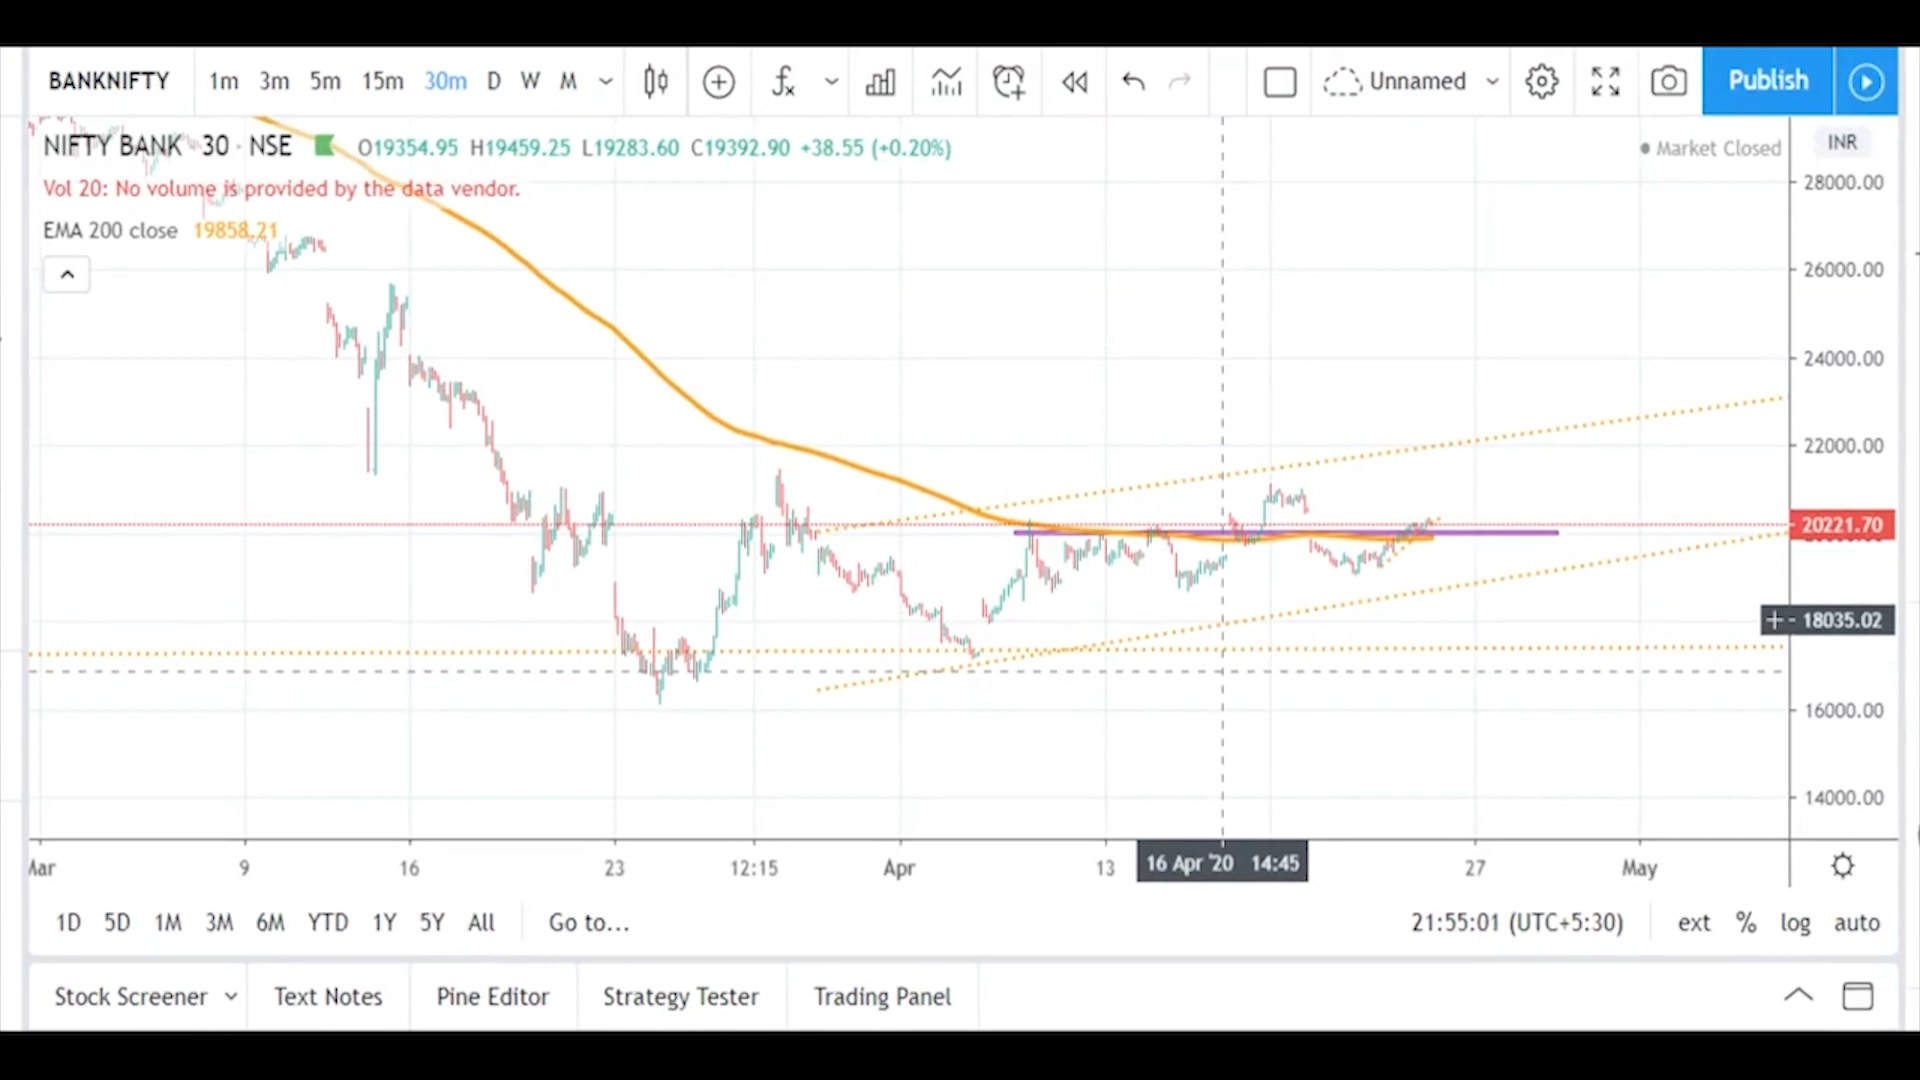 BANKNIFTY 1m 3m 5m 15m 30m D W M Unnamed Publish
NIFTY BANK · 30 · NSE O19354.95 H19459.25 L19283.60 C19392.90 +38.55 (+0.20%) Market Closed INR
Vol 20: No volume is provided by the data vendor.
EMA 200 close 19858.21
28000.00
26000.00
24000.00
22000.00
20221.70
18035.02
16000.00
14000.00
Mar 9 16 23 12:15 Apr 13 16 Apr '20 14:45 27 May
1D 5D 1M 3M 6M YTD 1Y 5Y All Go to... 21:55:01 (UTC+5:30) ext % log auto
Stock Screener Text Notes Pine Editor Strategy Tester Trading Panel